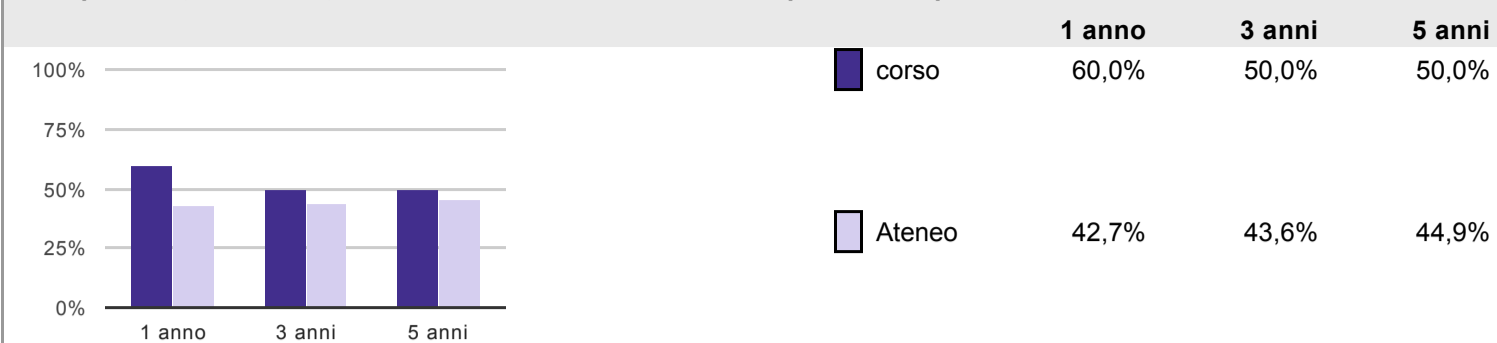 1 anno 3 anni 5 anni
100%
75%
50%
25%
0%
1 anno 3 anni 5 anni
corso 60,0% 50,0% 50,0%
Ateneo 42,7% 43,6% 44,9%